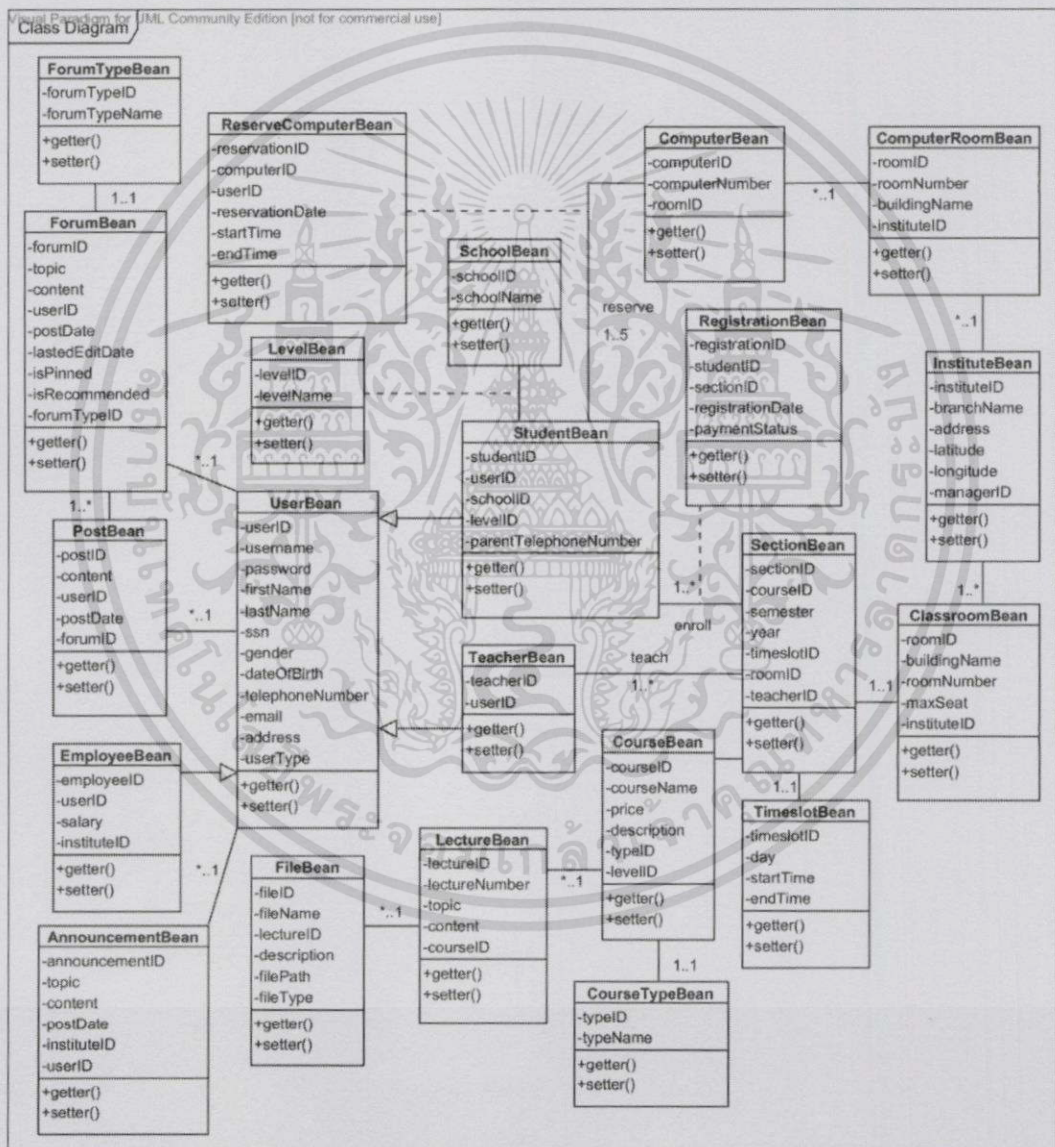 Visual Paradigm for UML Community Edition [not for commercial use]
Class Diagram
ForumTypeBean
-forumTypeID
-forumTypeName
+getter()
+setter()
1..1
ForumBean
-forumID
-topic
-content
-userID
-postDate
-lastedEditDate
-isPinned
-isRecommended
-forumTypeID
+getter()
+setter()
*..1
1..*
PostBean
-postID
-content
-userID
-postDate
-forumID
+getter()
+setter()
*..1
EmployeeBean
-employeeID
-userID
-salary
-instituteID
+getter()
+setter()
*..1
AnnouncementBean
-announcementID
-topic
-content
-postDate
-instituteID
-userID
+getter()
+setter()
ReserveComputerBean
-reservationID
-computerID
-userID
-reservationDate
-startTime
-endTime
+getter()
+setter()
LevelBean
-levelID
-levelName
+getter()
+setter()
UserBean
-userID
-username
-password
-firstName
-lastName
-ssn
-gender
-dateOfBirth
-telephoneNumber
-email
-address
-userType
+getter()
+setter()
FileBean
-fileID
-fileName
-lectureID
-description
-filePath
-fileType
+getter()
+setter()
*..1
SchoolBean
-schoolID
-schoolName
+getter()
+setter()
StudentBean
-studentID
-userID
-schoolID
-levelID
-parentTelephoneNumber
+getter()
+setter()
TeacherBean
-teacherID
-userID
+getter()
+setter()
LectureBean
-lectureID
-lectureNumber
-topic
-content
-courseID
+getter()
+setter()
*..1
ComputerBean
-computerID
-computerNumber
-roomID
+getter()
+setter()
*..1
reserve
1..5
RegistrationBean
-registrationID
-studentID
-sectionID
-registrationDate
-paymentStatus
+getter()
+setter()
1..*
enroll
teach
1..*
CourseBean
-courseID
-courseName
-price
-description
-typeID
-levelID
+getter()
+setter()
1..1
CourseTypeBean
-typeID
-typeName
+getter()
+setter()
SectionBean
-sectionID
-courseID
-semester
-year
-timeslotID
-roomID
-teacherID
+getter()
+setter()
1..1
1..1
TimeslotBean
-timeslotID
-day
-startTime
-endTime
+getter()
+setter()
ComputerRoomBean
-roomID
-roomNumber
-buildingName
-instituteID
+getter()
+setter()
*..1
InstituteBean
-instituteID
-branchName
-address
-latitude
-longitude
-managerID
+getter()
+setter()
1..*
ClassroomBean
-roomID
-buildingName
-roomNumber
-maxSeat
-instituteID
+getter()
+setter()